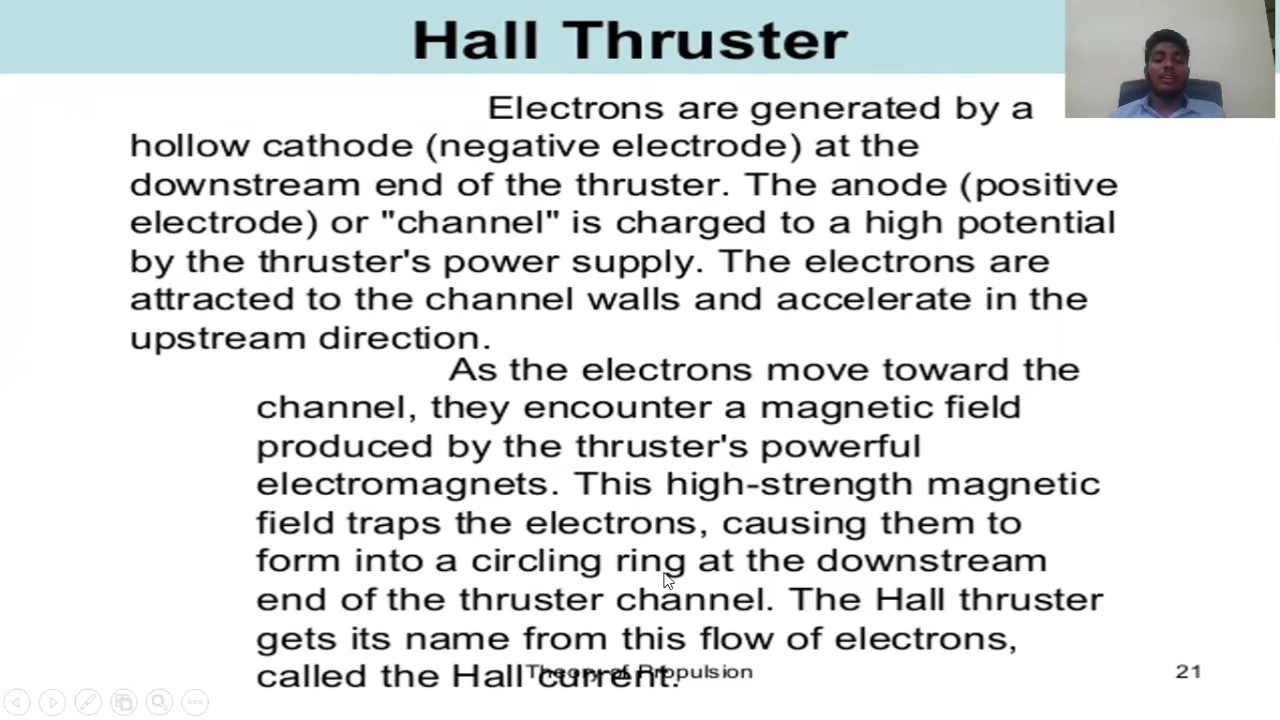 Hall Thruster
Electrons are generated by a
hollow cathode (negative electrode) at the
downstream end of the thruster. The anode (positive
electrode) or "channel" is charged to a high potential
by the thruster's power supply. The electrons are
attracted to the channel walls and accelerate in the
upstream direction.
As the electrons move toward the
channel, they encounter a magnetic field
produced by the thruster's powerful
electromagnets. This high-strength magnetic
field traps the electrons, causing them to
form into a circling ring at the downstream
end of the thruster channel. The Hall thruster
gets its name from this flow of electrons,
called the Hall current.
Theory of Propulsion
21